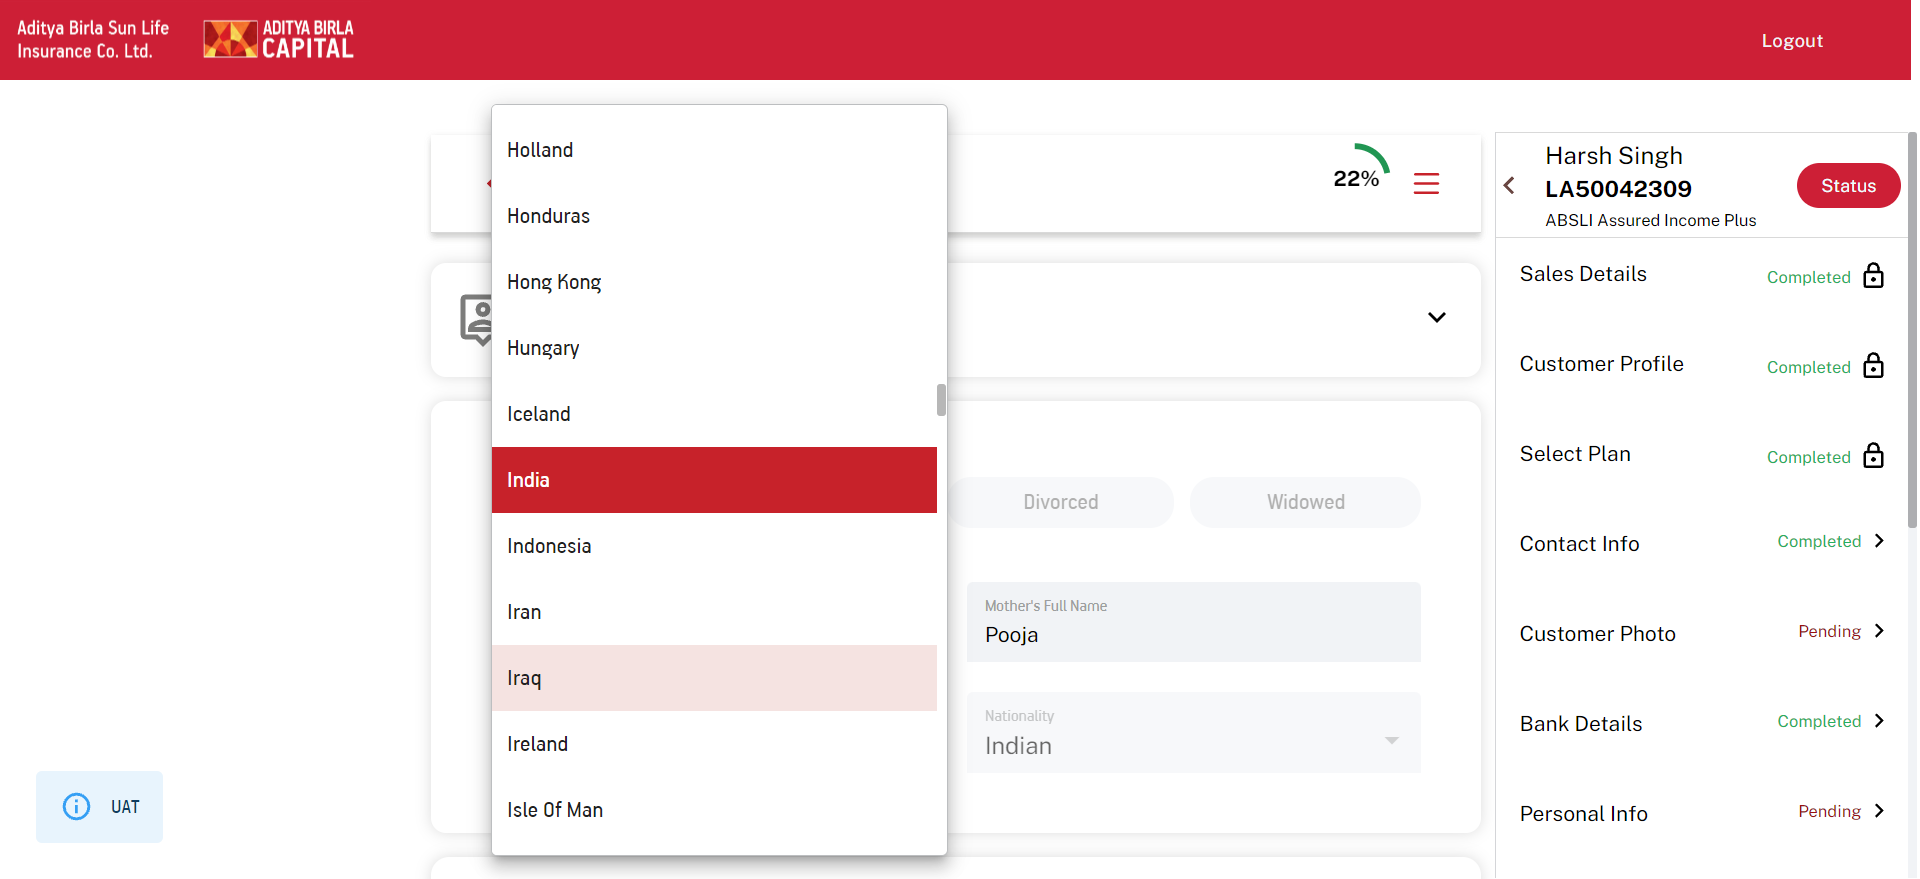 Aditya Birla Sun Life
Insurance Co. Ltd.
ADITYA BIRLA
CAPITAL
Logout
Holland
Honduras
Hong Kong
Hungary
Iceland
India
Indonesia
Iran
Iraq
Ireland
Isle Of Man
22%
Divorced
Widowed
Mother's Full Name
Pooja
Nationality
Indian
UAT
Harsh Singh
LA50042309
ABSLI Assured Income Plus
Status
Sales Details Completed
Customer Profile Completed
Select Plan Completed
Contact Info Completed
Customer Photo Pending
Bank Details Completed
Personal Info Pending